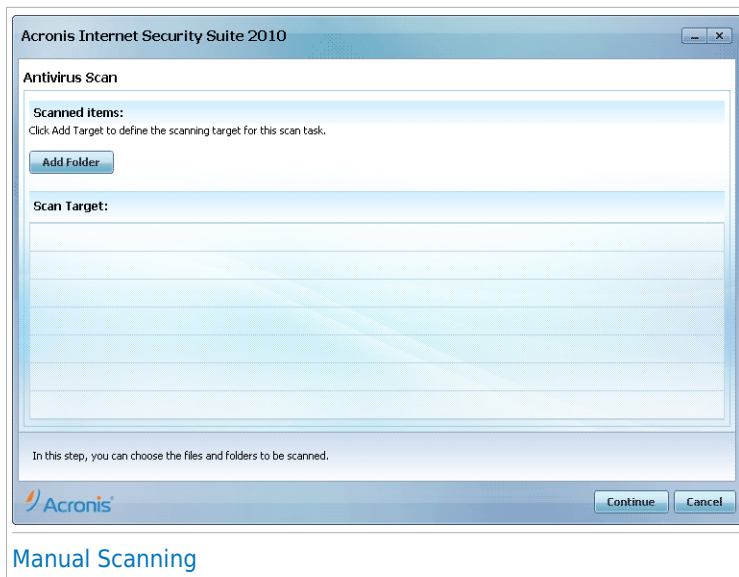 Acronis Internet Security Suite 2010
Antivirus Scan
Scanned items:
Click Add Target to define the scanning target for this scan task.
Add Folder
Scan Target:
In this step, you can choose the files and folders to be scanned.
Acronis
Continue
Cancel
Manual Scanning